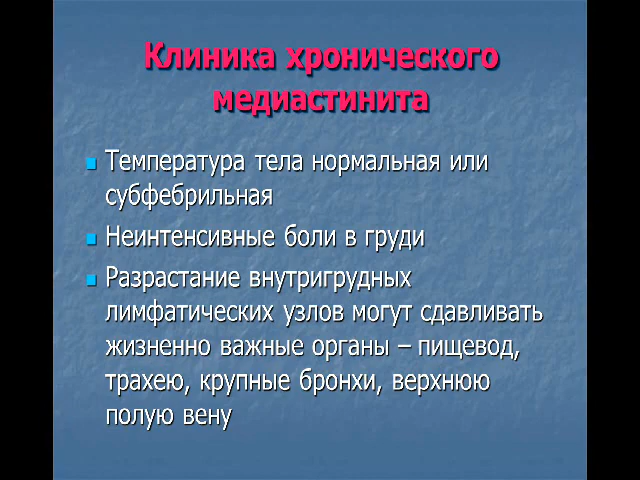 Клиника хронического
медиастинита
Температура тела нормальная или
субфебрильная
Неинтенсивные боли в груди
Разрастание внутригрудных
лимфатических узлов могут сдавливать
жизненно важные органы – пищевод,
трахею, крупные бронхи, верхнюю
полую вену